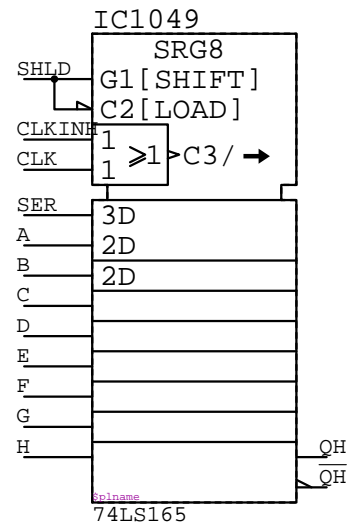 IC1049
SRG8
SHLD
G1[SHIFT]
C2[LOAD]
CLKINH
1
≥1
C3/ →
CLK
1
SER
3D
A
2D
B
2D
C
D
E
F
G
H
QH
QH
$plname
74LS165